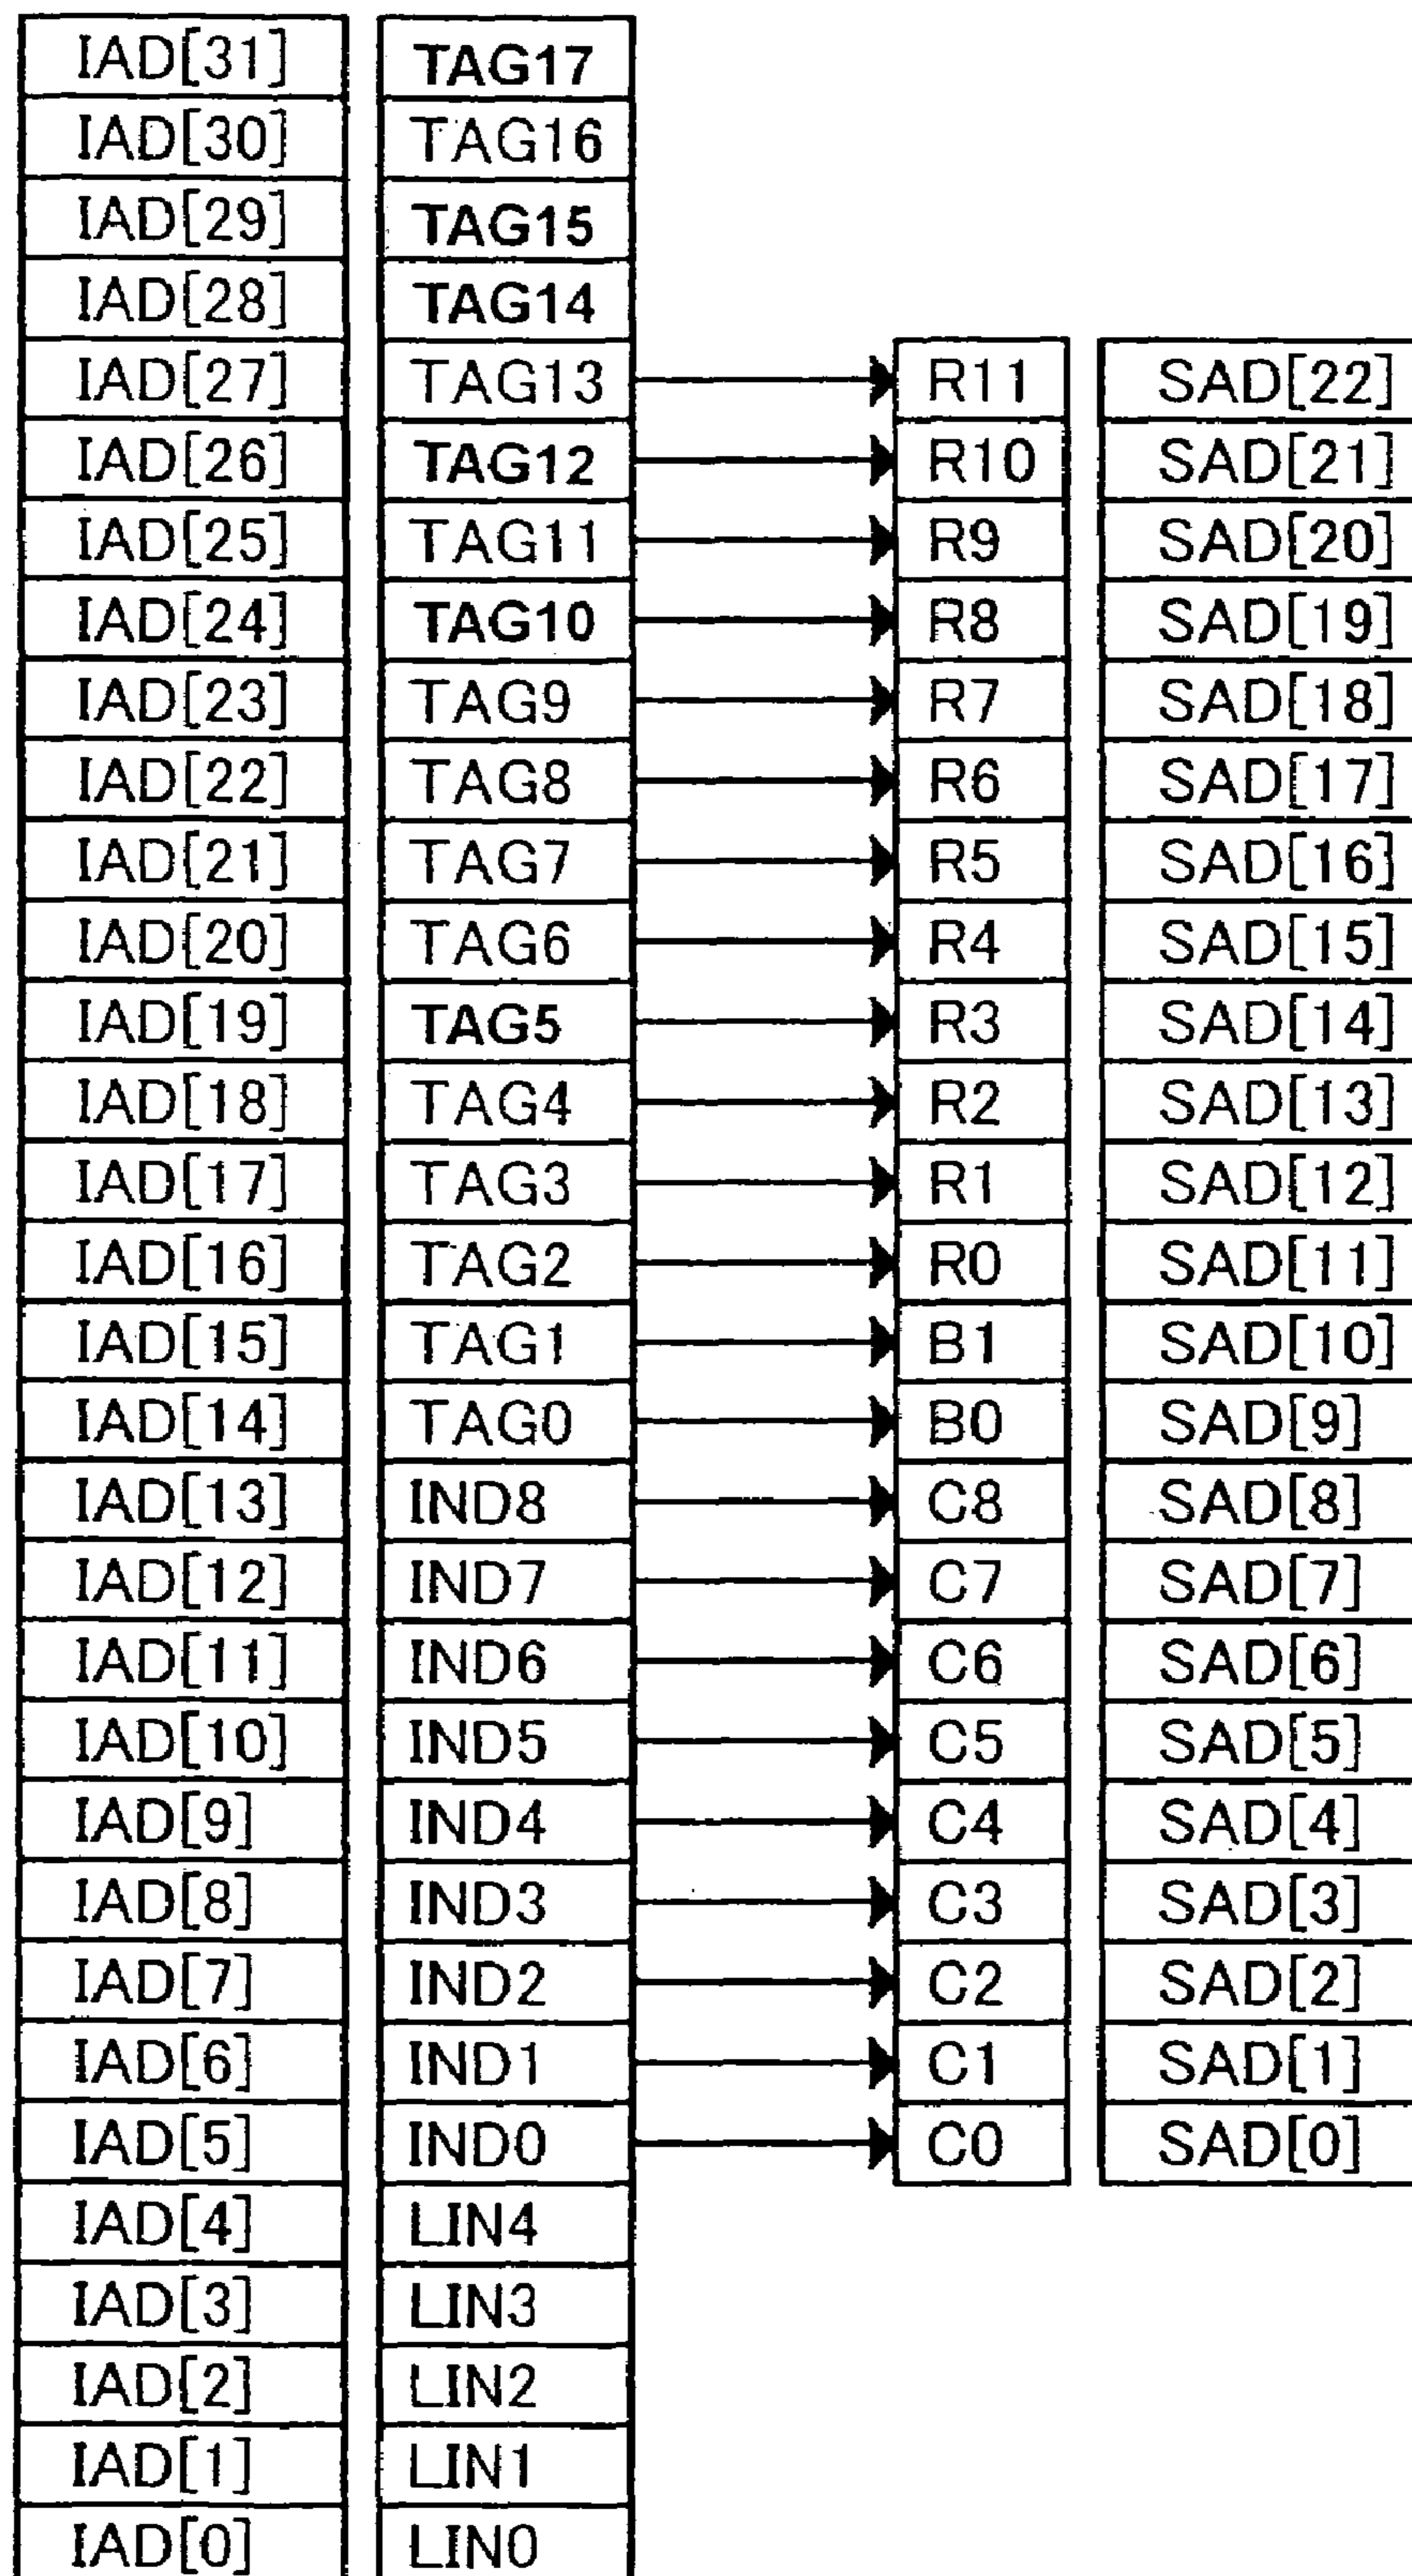 IAD[31] TAG17
IAD[30] TAG16
IAD[29] TAG15
IAD[28] TAG14
IAD[27] TAG13 R11 SAD[22]
IAD[26] TAG12 R10 SAD[21]
IAD[25] TAG11 R9 SAD[20]
IAD[24] TAG10 R8 SAD[19]
IAD[23] TAG9 R7 SAD[18]
IAD[22] TAG8 R6 SAD[17]
IAD[21] TAG7 R5 SAD[16]
IAD[20] TAG6 R4 SAD[15]
IAD[19] TAG5 R3 SAD[14]
IAD[18] TAG4 R2 SAD[13]
IAD[17] TAG3 R1 SAD[12]
IAD[16] TAG2 R0 SAD[11]
IAD[15] TAG1 B1 SAD[10]
IAD[14] TAG0 B0 SAD[9]
IAD[13] IND8 C8 SAD[8]
IAD[12] IND7 C7 SAD[7]
IAD[11] IND6 C6 SAD[6]
IAD[10] IND5 C5 SAD[5]
IAD[9] IND4 C4 SAD[4]
IAD[8] IND3 C3 SAD[3]
IAD[7] IND2 C2 SAD[2]
IAD[6] IND1 C1 SAD[1]
IAD[5] IND0 C0 SAD[0]
IAD[4] LIN4
IAD[3] LIN3
IAD[2] LIN2
IAD[1] LIN1
IAD[0] LIN0